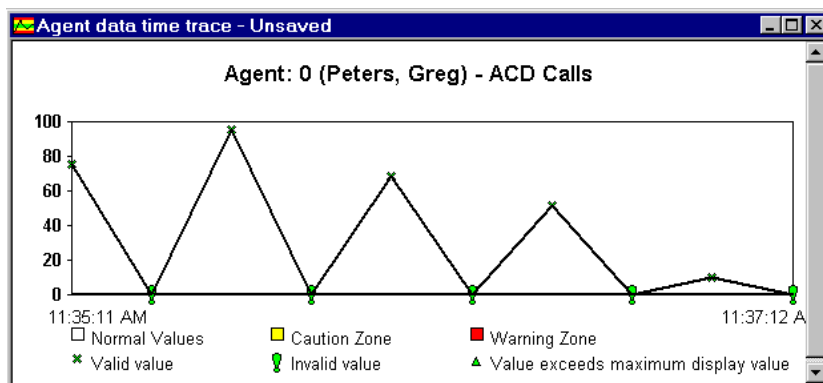 Agent data time trace - Unsaved
Agent: 0 (Peters, Greg) - ACD Calls
100
80
60
40
20
0
11:35:11 AM 11:37:12 A
Normal Values Caution Zone Warning Zone
Valid value Invalid value Value exceeds maximum display value